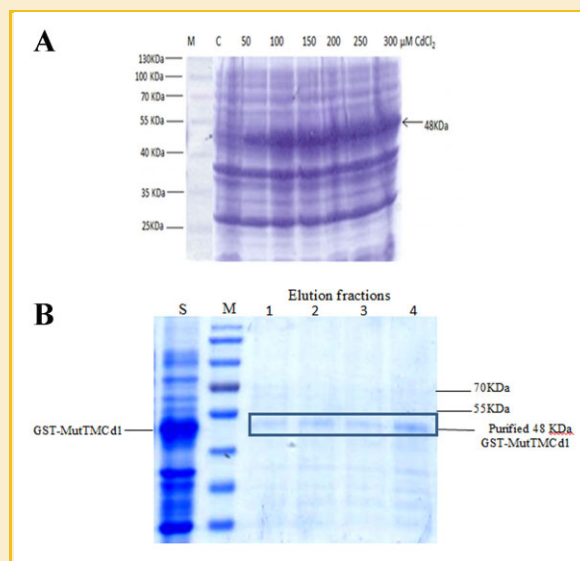 A
M C 50 100 150 200 250 300 µM CdCl2
130KDa
100 KDa
70 KDa
55 KDa
48KDa
40 KDa
35 KDa
25KDa
B
Elution fractions
S M 1 2 3 4
70KDa
55KDa
GST-MutTMCd1
Purified 48 KDa
GST-MutTMCd1